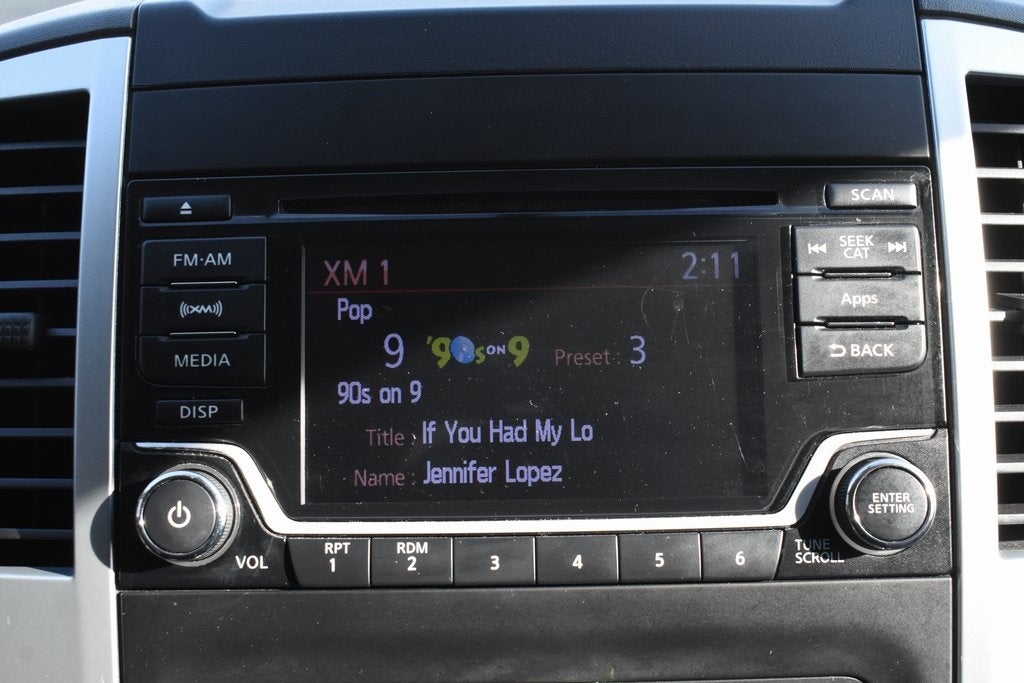 SCAN
FM·AM
SEEK
CAT
XM
Apps
MEDIA
BACK
DISP
XM 1 2:11
Pop
9 '90s ON 9 Preset : 3
90s on 9
Title : If You Had My Lo
Name : Jennifer Lopez
ENTER
SETTING
VOL
RPT
1
RDM
2
3
4
5
6
TUNE
SCROLL